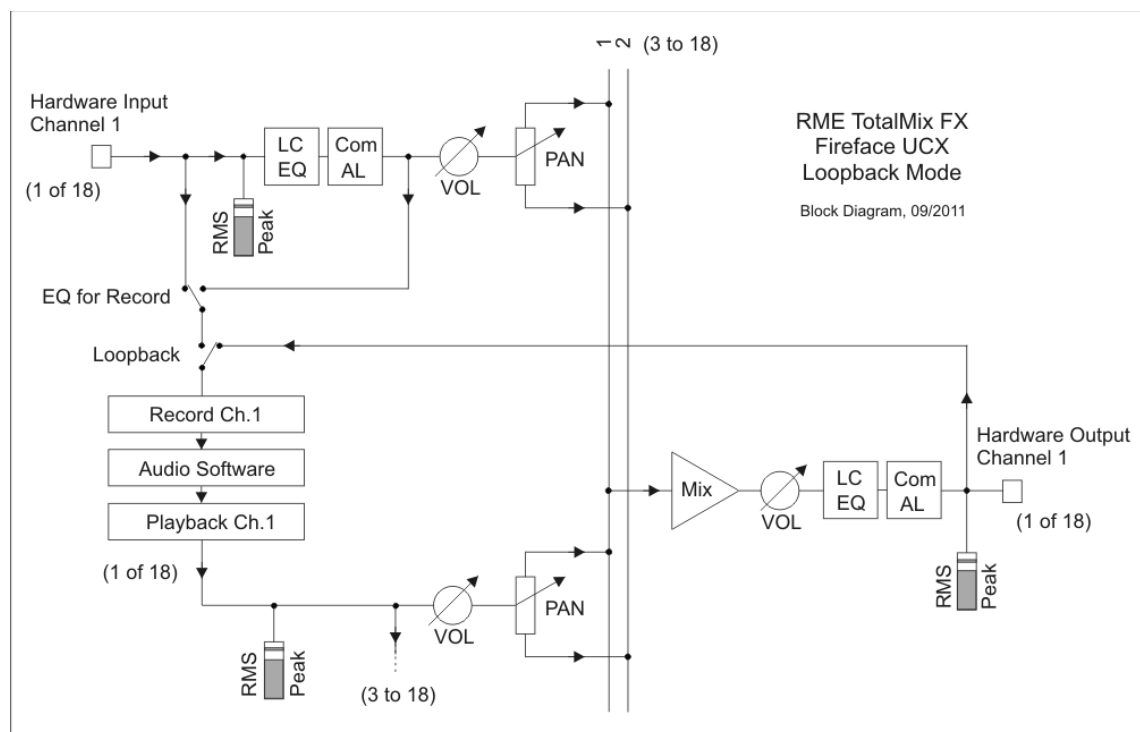 1
2
(3 to 18)
Hardware Input
Channel 1
(1 of 18)
LC
EQ
Com
AL
VOL
PAN
RMS
Peak
RME TotalMix FX
Fireface UCX
Loopback Mode
Block Diagram, 09/2011
EQ for Record
Loopback
Record Ch.1
Audio Software
Playback Ch.1
(1 of 18)
Mix
VOL
LC
EQ
Com
AL
Hardware Output
Channel 1
(1 of 18)
RMS
Peak
VOL
PAN
RMS
Peak
(3 to 18)